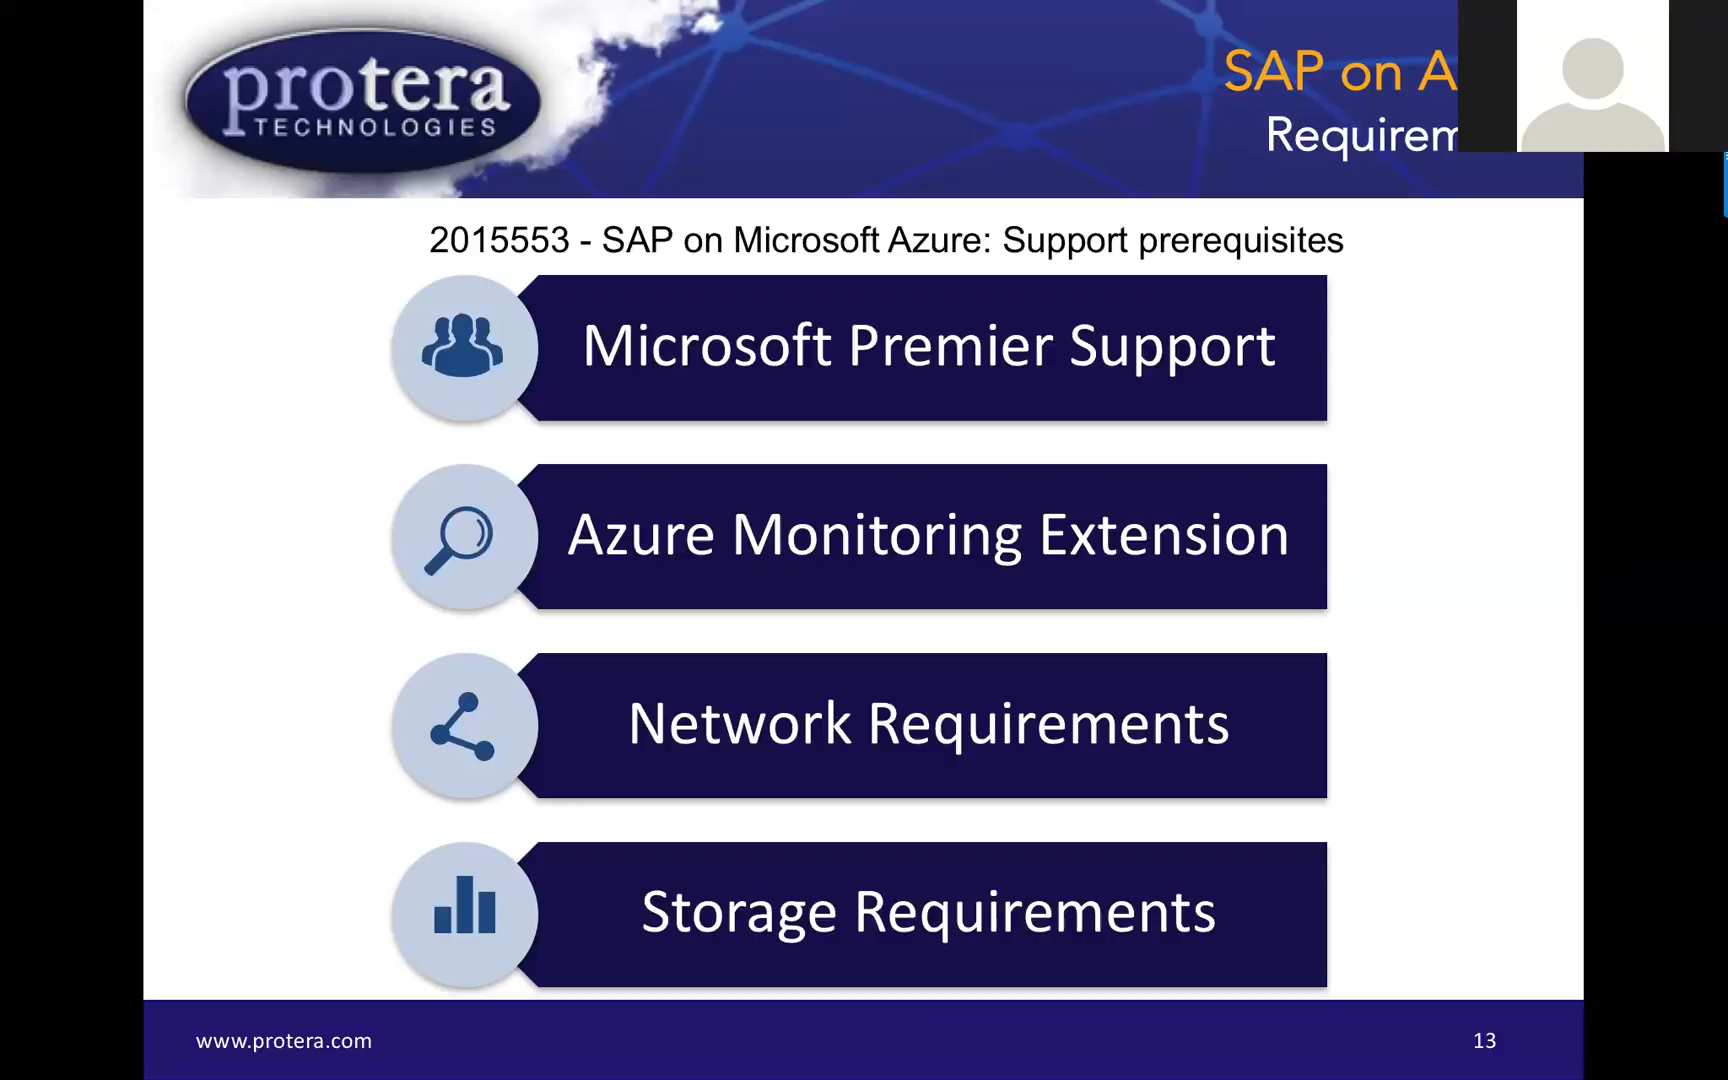 protera
TECHNOLOGIES
SAP on
2015553 - SAP on Microsoft Azure: Support prerequisites
Microsoft Premier Support
Azure Monitoring Extension
Network Requirements
Storage Requirements
www.protera.com
13